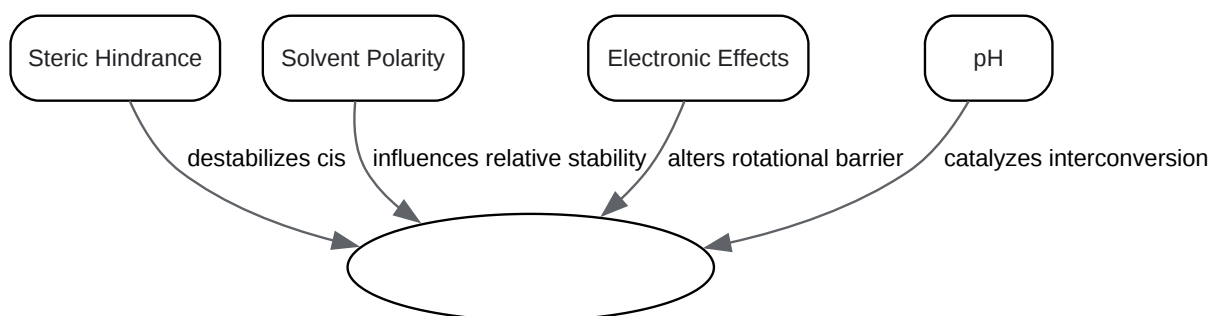 Steric Hindrance
Solvent Polarity
Electronic Effects
pH
destabilizes cis
influences relative stability
alters rotational barrier
catalyzes interconversion